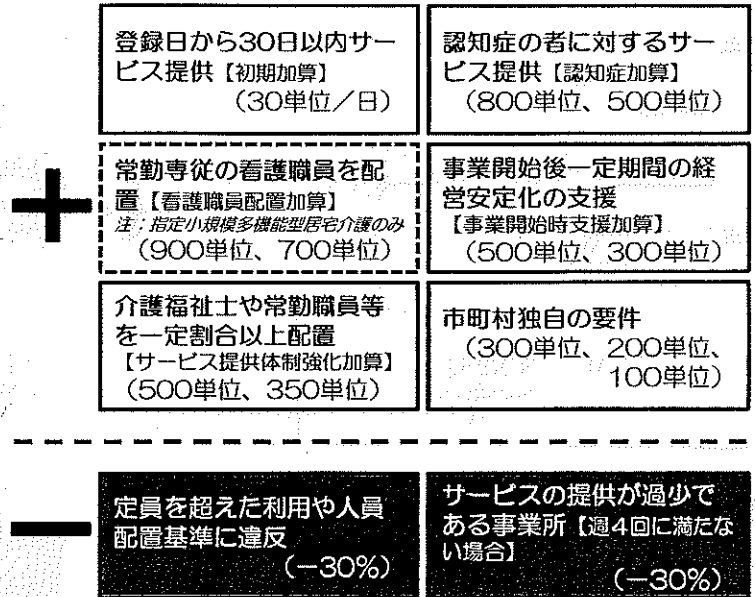 登録日から30日以内サー
ビス提供【初期加算】
（30単位／日）
認知症の者に対するサー
ビス提供【認知症加算】
（800単位、500単位）
＋
常勤専従の看護職員を配
置【看護職員配置加算】
注：指定小規模多機能型居宅介護のみ
（900単位、700単位）
事業開始後一定期間の経
営安定化の支援
【事業開始時支援加算】
（500単位、300単位）
介護福祉士や常勤職員等
を一定割合以上配置
【サービス提供体制強化加算】
（500単位、350単位）
市町村独自の要件
（300単位、200単位、
100単位）
－
定員を超えた利用や人員
配置基準に違反
（－30％）
サービスの提供が過少で
ある事業所【週4回に満たな
い場合】
（－30％）